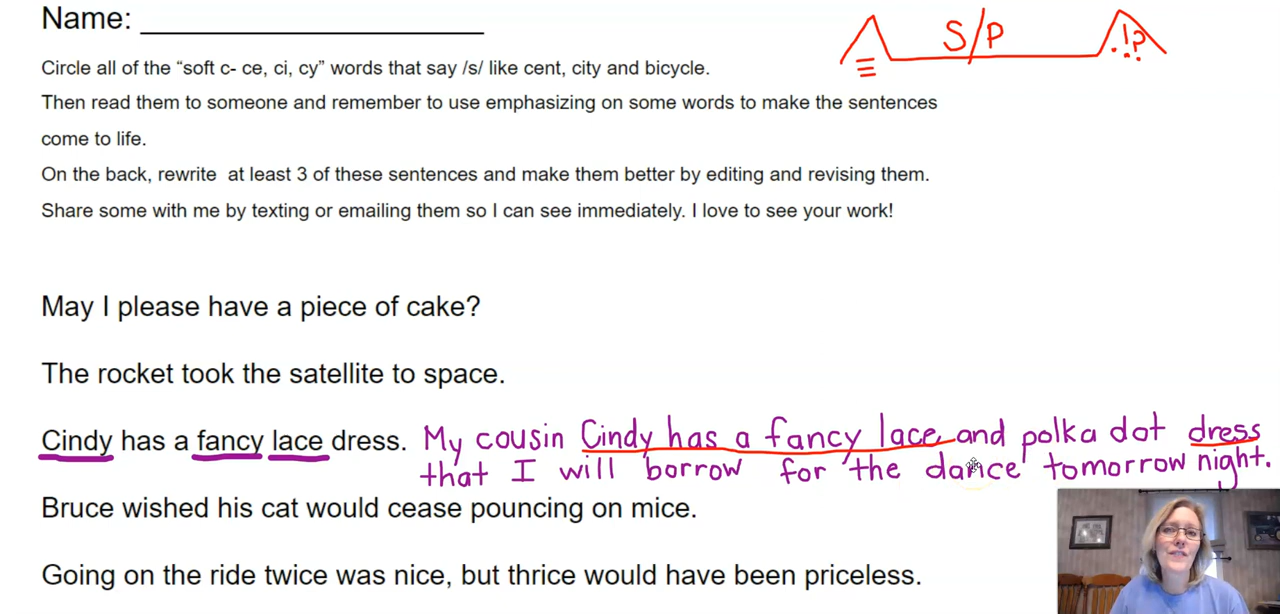 Name: _______________
S/P
.!?
Circle all of the “soft c- ce, ci, cy” words that say /s/ like cent, city and bicycle.
Then read them to someone and remember to use emphasizing on some words to make the sentences
come to life.
On the back, rewrite at least 3 of these sentences and make them better by editing and revising them.
Share some with me by texting or emailing them so I can see immediately. I love to see your work!
May I please have a piece of cake?
The rocket took the satellite to space.
Cindy has a fancy lace dress. My cousin Cindy has a fancy lace and polka dot dress
that I will borrow for the dance tomorrow night.
Bruce wished his cat would cease pouncing on mice.
Going on the ride twice was nice, but thrice would have been priceless.